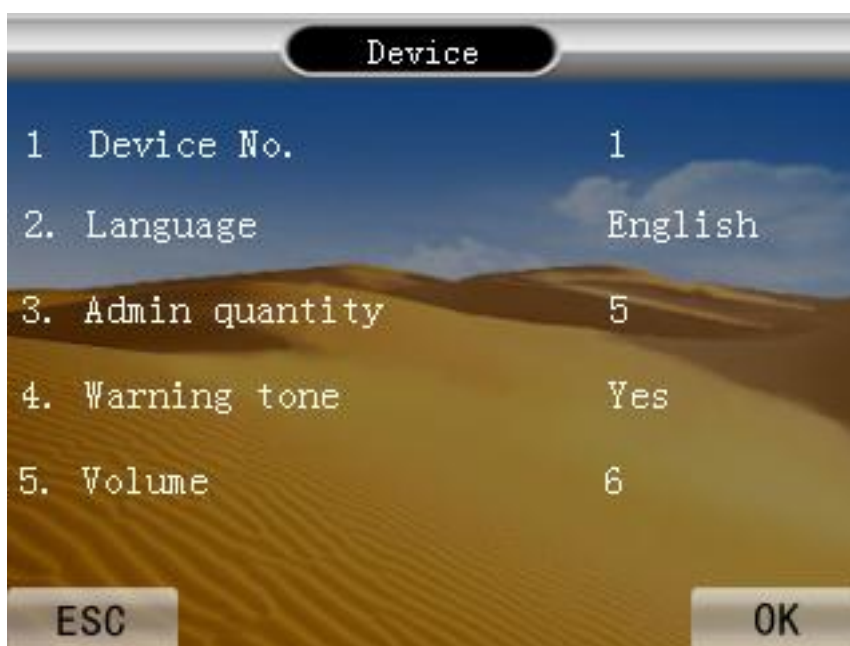 Device
1 Device No. 1
2. Language English
3. Admin quantity 5
4. Warning tone Yes
5. Volume 6
ESC OK